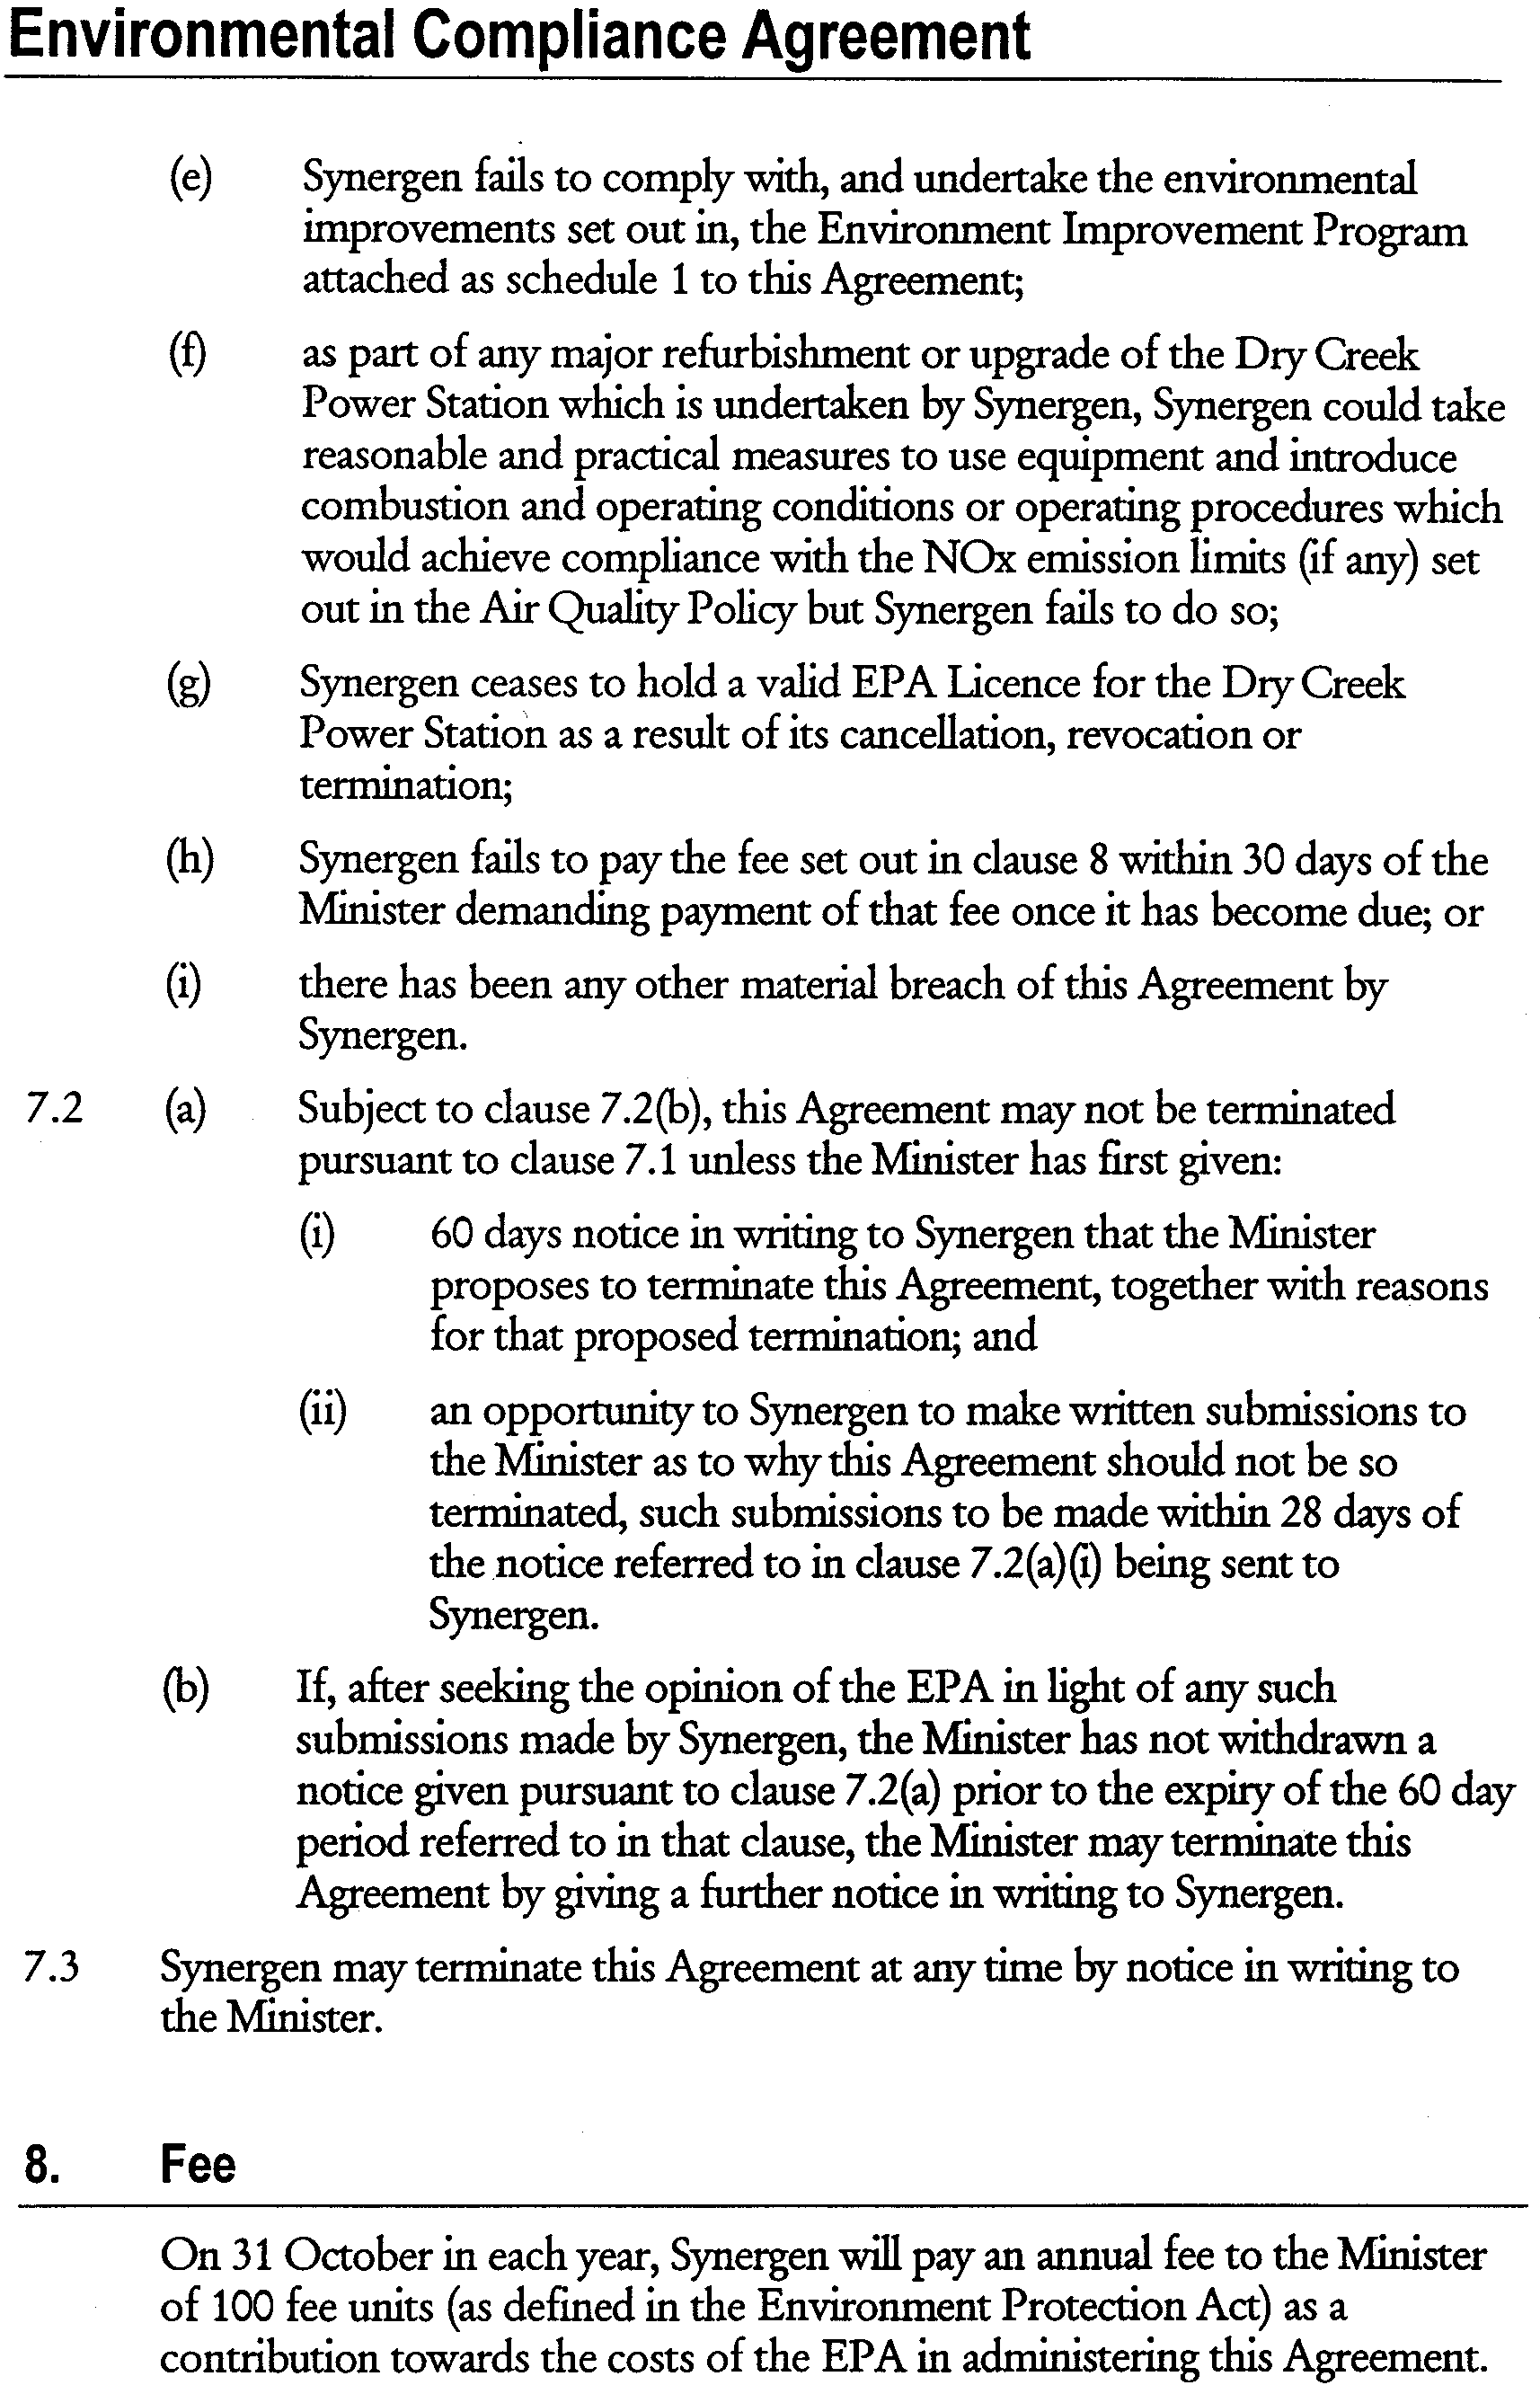 Environmental Compliance Agreement
(e) Synergen fails to comply with, and undertake the environmental
improvements set out in, the Environment Improvement Program
attached as schedule 1 to this Agreement;
(f) as part of any major refurbishment or upgrade of the Dry Creek
Power Station which is undertaken by Synergen, Synergen could take
reasonable and practical measures to use equipment and introduce
combustion and operating conditions or operating procedures which
would achieve compliance with the NOx emission limits (if any) set
out in the Air Quality Policy but Synergen fails to do so;
(g) Synergen ceases to hold a valid EPA Licence for the Dry Creek
Power Station as a result of its cancellation, revocation or
termination;
(h) Synergen fails to pay the fee set out in clause 8 within 30 days of the
Minister demanding payment of that fee once it has become due; or
(i) there has been any other material breach of this Agreement by
Synergen.
7.2 (a) Subject to clause 7.2(b), this Agreement may not be terminated
pursuant to clause 7.1 unless the Minister has first given:
(i) 60 days notice in writing to Synergen that the Minister
proposes to terminate this Agreement, together with reasons
for that proposed termination; and
(ii) an opportunity to Synergen to make written submissions to
the Minister as to why this Agreement should not be so
terminated, such submissions to be made within 28 days of
the notice referred to in clause 7.2(a)(i) being sent to
Synergen.
(b) If, after seeking the opinion of the EPA in light of any such
submissions made by Synergen, the Minister has not withdrawn a
notice given pursuant to clause 7.2(a) prior to the expiry of the 60 day
period referred to in that clause, the Minister may terminate this
Agreement by giving a further notice in writing to Synergen.
7.3 Synergen may terminate this Agreement at any time by notice in writing to
the Minister.
8. Fee
On 31 October in each year, Synergen will pay an annual fee to the Minister
of 100 fee units (as defined in the Environment Protection Act) as a
contribution towards the costs of the EPA in administering this Agreement.